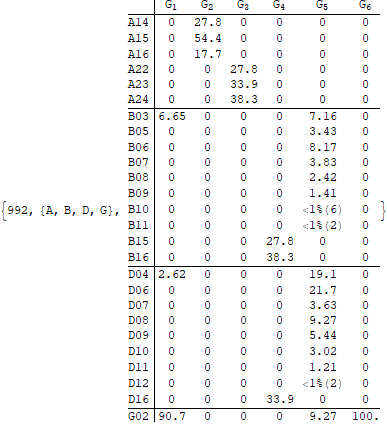 G₁ G₂ G₃ G₄ G₅ G₆
A14 0 27.8 0 0 0 0
A15 0 54.4 0 0 0 0
A16 0 17.7 0 0 0 0
A22 0 0 27.8 0 0 0
A23 0 0 33.9 0 0 0
A24 0 0 38.3 0 0 0
B03 6.65 0 0 0 7.16 0
B05 0 0 0 0 3.43 0
B06 0 0 0 0 8.17 0
B07 0 0 0 0 3.83 0
B08 0 0 0 0 2.42 0
B09 0 0 0 0 1.41 0
{992, {A, B, D, G}, B10 0 0 0 0 <1%(6) 0 }
B11 0 0 0 0 <1%(2) 0
B15 0 0 0 27.8 0 0
B16 0 0 0 38.3 0 0
D04 2.62 0 0 0 19.1 0
D06 0 0 0 0 21.7 0
D07 0 0 0 0 3.63 0
D08 0 0 0 0 9.27 0
D09 0 0 0 0 5.44 0
D10 0 0 0 0 3.02 0
D11 0 0 0 0 1.21 0
D12 0 0 0 0 <1%(2) 0
D16 0 0 0 33.9 0 0
G02 90.7 0 0 0 9.27 100.